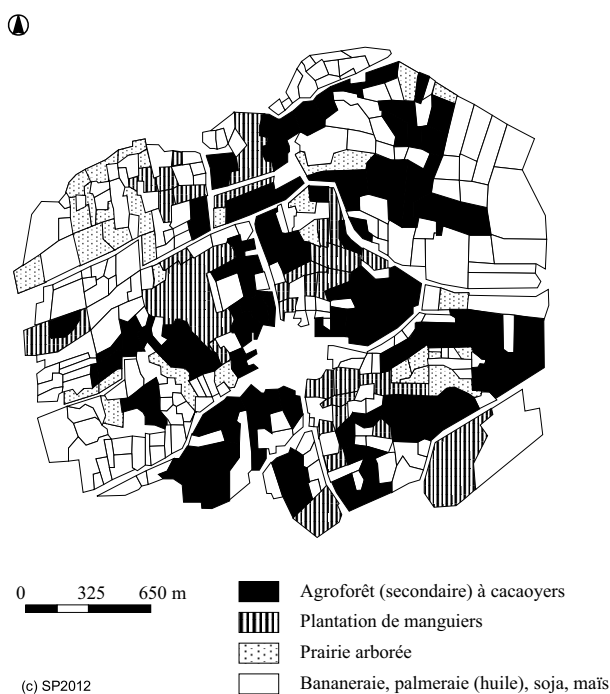 0 325 650 m
Agroforêt (secondaire) à cacaoyers
Plantation de manguiers
Prairie arborée
Bananeraie, palmeraie (huile), soja, maïs
(c) SP2012